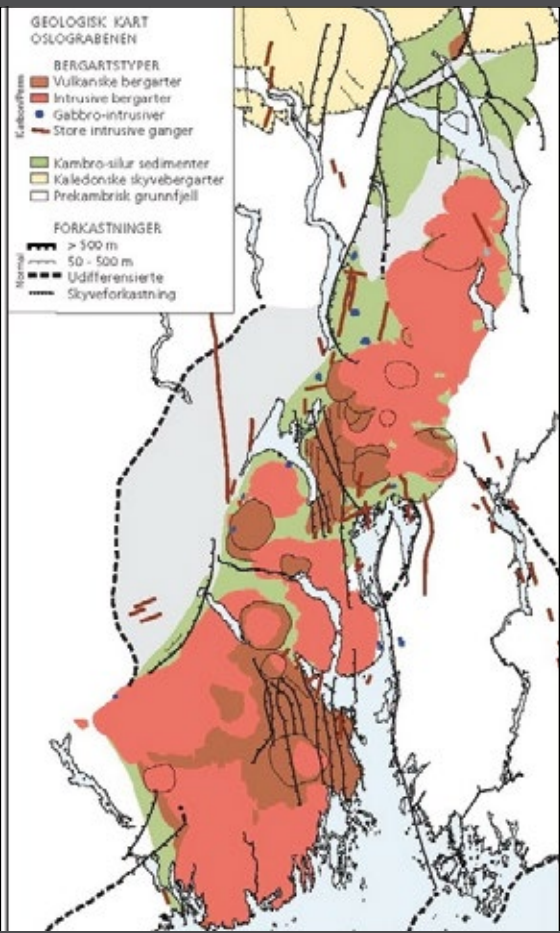 GEOLOGISK KART
OSLOGRABENEN
BERGARTSTYPER
Karbon/Perm
Vulkanske bergarter
Intrusive bergarter
Gabbro-intrusiver
Store intrusive ganger
Kambro-silur sedimenter
Kaledonske skyvebergarter
Prekambrisk grunnfjell
FORKASTNINGER
Normal
> 500 m
50 - 500 m
Udifferensierte
Skyveforkastning